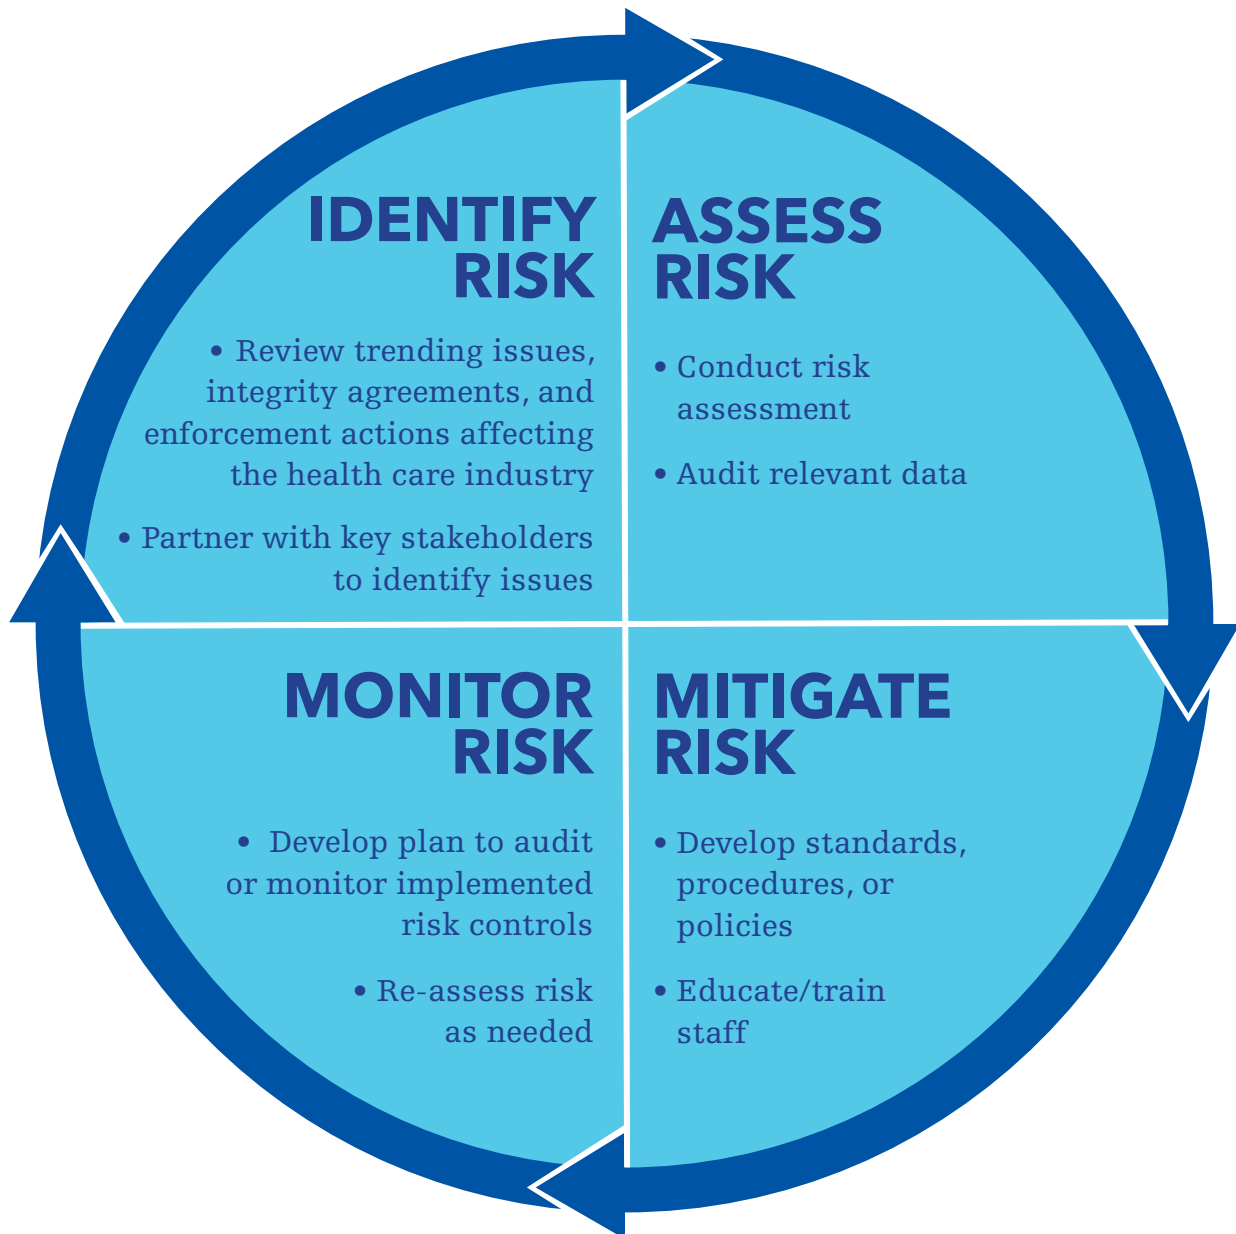 IDENTIFY
RISK
• Review trending issues,
integrity agreements, and
enforcement actions affecting
the health care industry
• Partner with key stakeholders
to identify issues
ASSESS
RISK
• Conduct risk
assessment
• Audit relevant data
MONITOR
RISK
• Develop plan to audit
or monitor implemented
risk controls
• Re-assess risk
as needed
MITIGATE
RISK
• Develop standards,
procedures, or
policies
• Educate/train
staff